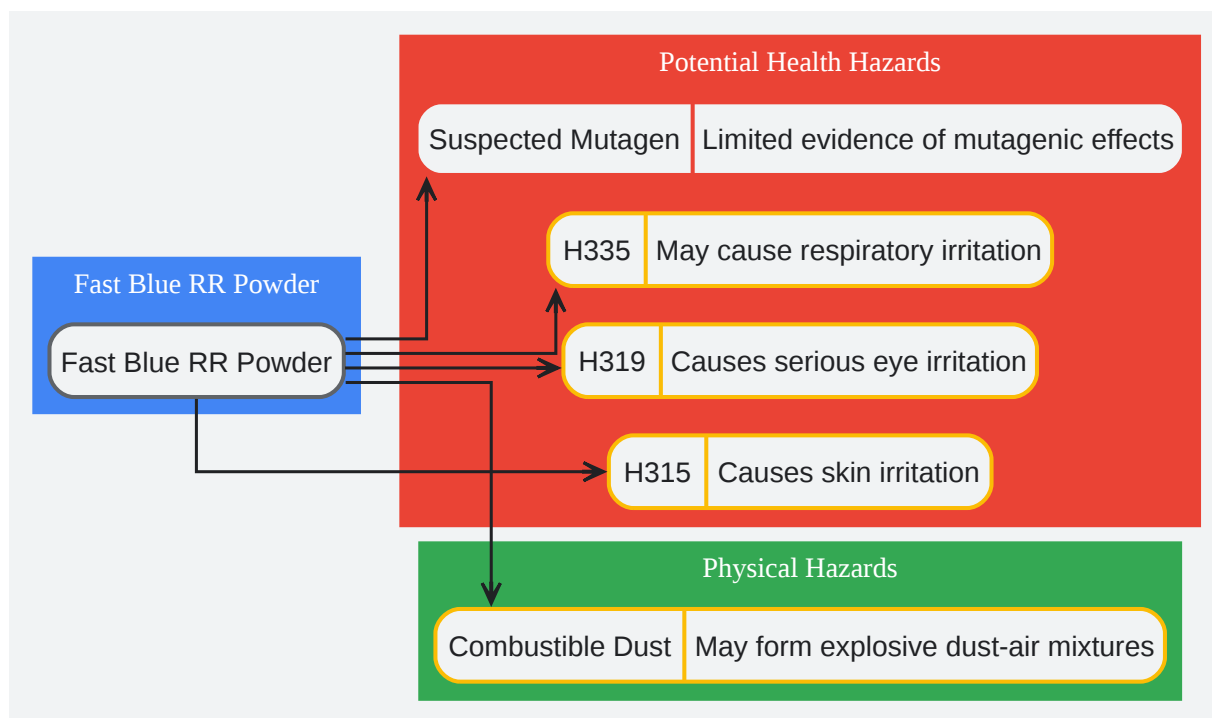 Potential Health Hazards
Suspected Mutagen Limited evidence of mutagenic effects
H335 May cause respiratory irritation
Fast Blue RR Powder
Fast Blue RR Powder
H319 Causes serious eye irritation
H315 Causes skin irritation
Physical Hazards
Combustible Dust May form explosive dust-air mixtures